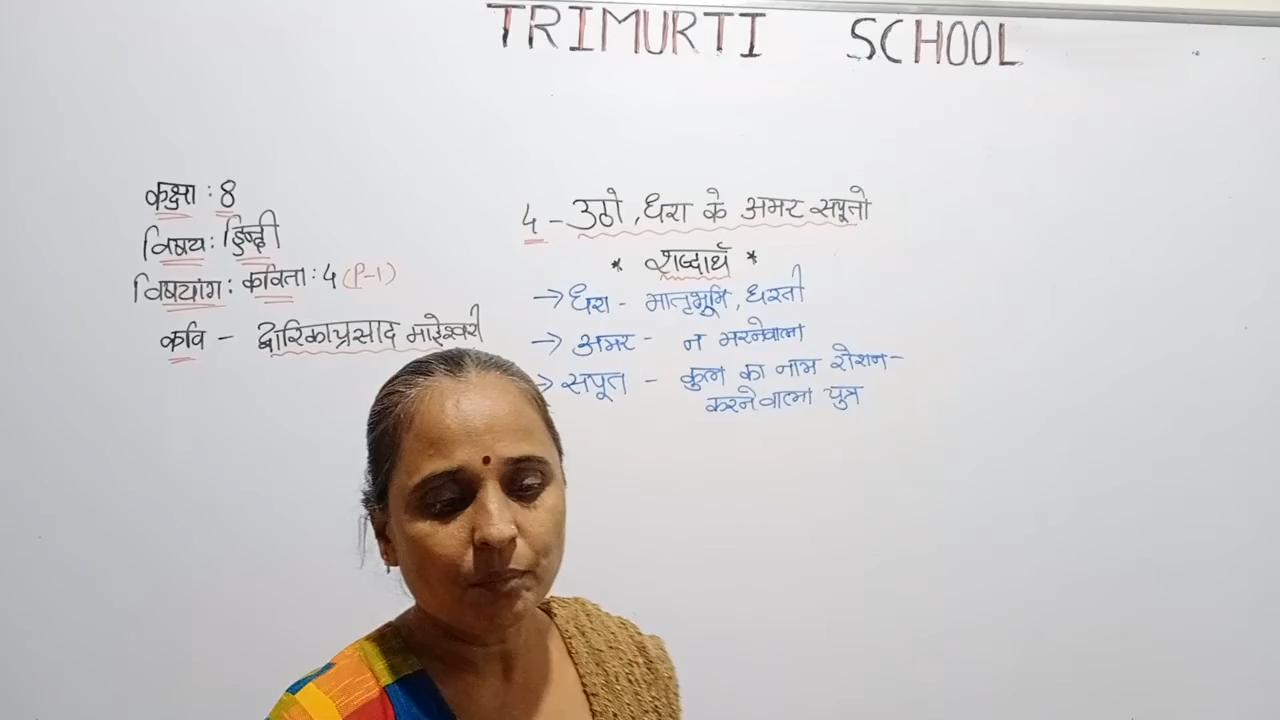 TRIMURTI SCHOOL
कक्षा : 8
विषय : हिन्दी
विषयांग : कविता : 4 (P-1)
कवि - द्वारिकाप्रसाद माहेश्वरी
4 - उठो, धरा के अमर सपूतो
* शब्दार्थ *
→ धरा - मातृभूमि, धरती
→ अमर - न मरनेवाला
→ सपूत - कुल का नाम रोशन -
करनेवाला पुत्र